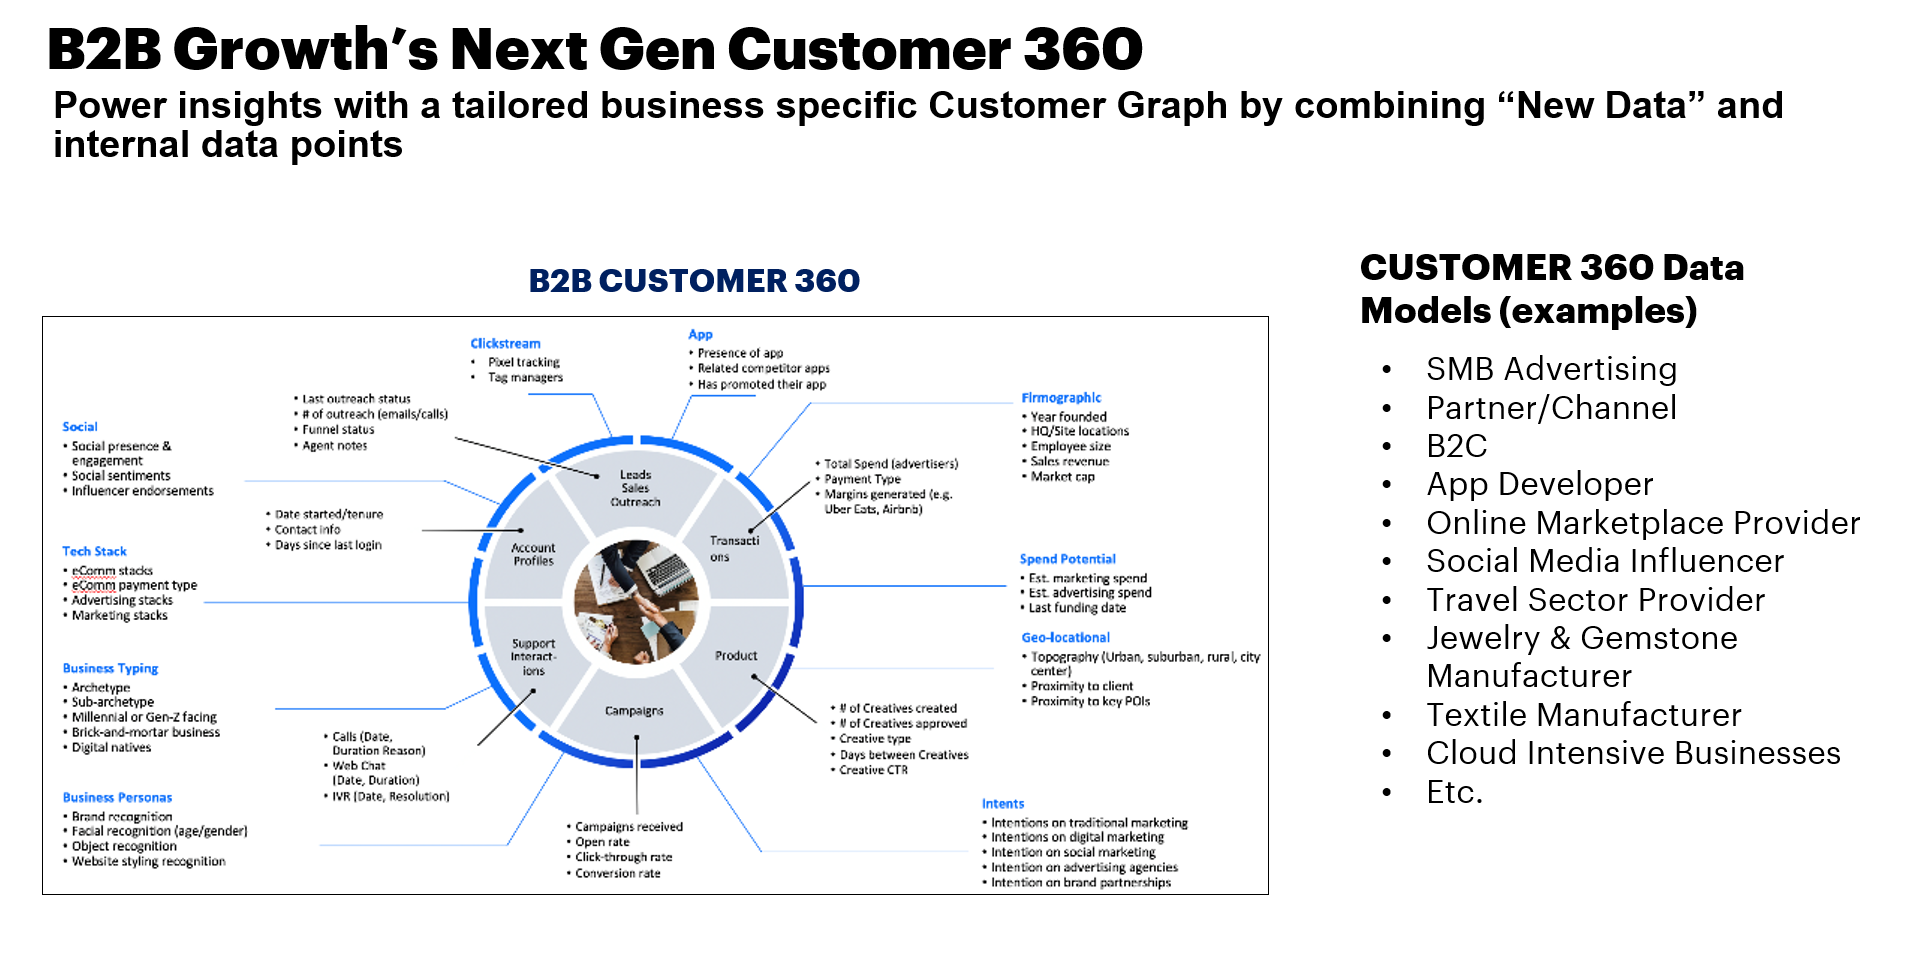 B2B Growth’s Next Gen Customer 360
Power insights with a tailored business specific Customer Graph by combining “New Data” and
internal data points
B2B CUSTOMER 360
Clickstream
• Pixel tracking
• Tag managers
App
• Presence of app
• Related competitor apps
• Has promoted their app
• Last outreach status
• # of outreach (emails/calls)
• Funnel status
• Agent notes
Firmographic
• Year founded
• HQ/Site locations
• Employee size
• Sales revenue
• Market cap
Social
• Social presence &
engagement
• Social sentiments
• Influencer endorsements
• Total Spend (advertisers)
• Payment Type
• Margins generated (e.g.
Uber Eats, Airbnb)
• Date started/tenure
• Contact info
• Days since last login
Leads
Sales
Outreach
Account
Profiles
Transacti
ons
Tech Stack
• eComm stacks
• eComm payment type
• Advertising stacks
• Marketing stacks
Spend Potential
• Est. marketing spend
• Est. advertising spend
• Last funding date
Support
Interact-
ions
Product
Campaigns
Geo-locational
• Topography (Urban, suburban, rural, city
center)
• Proximity to client
• Proximity to key POIs
Business Typing
• Archetype
• Sub-archetype
• Millennial or Gen-Z facing
• Brick-and-mortar business
• Digital natives
• Calls (Date,
Duration Reason)
• Web Chat
(Date, Duration)
• IVR (Date, Resolution)
• # of Creatives created
• # of Creatives approved
• Creative type
• Days between Creatives
• Creative CTR
Business Personas
• Brand recognition
• Facial recognition (age/gender)
• Object recognition
• Website styling recognition
• Campaigns received
• Open rate
• Click-through rate
• Conversion rate
Intents
• Intentions on traditional marketing
• Intentions on digital marketing
• Intention on social marketing
• Intention on advertising agencies
• Intention on brand partnerships
CUSTOMER 360 Data
Models (examples)
• SMB Advertising
• Partner/Channel
• B2C
• App Developer
• Online Marketplace Provider
• Social Media Influencer
• Travel Sector Provider
• Jewelry & Gemstone
Manufacturer
• Textile Manufacturer
• Cloud Intensive Businesses
• Etc.